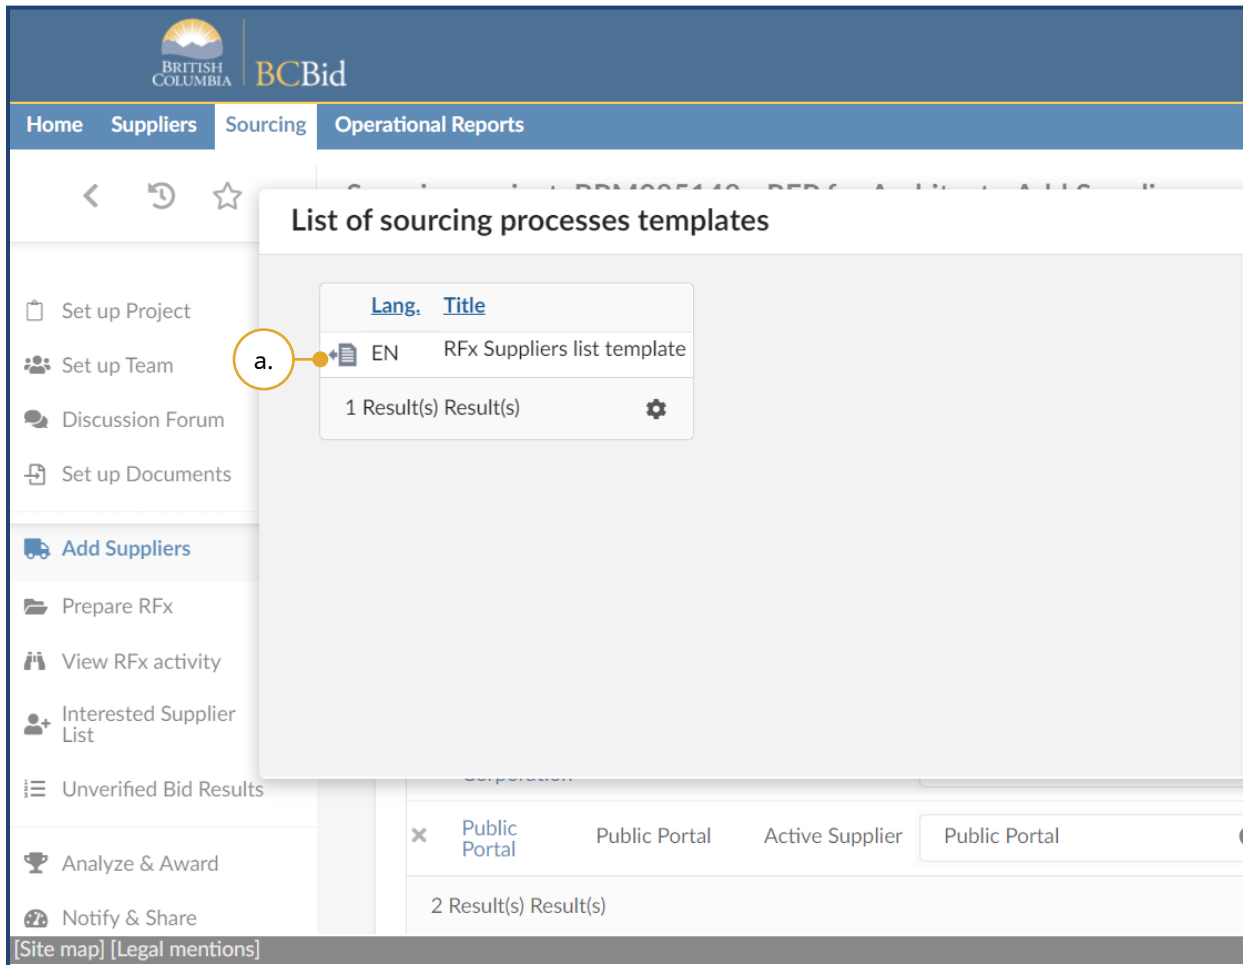 BRITISH
COLUMBIA
BCBid
Home Suppliers Sourcing Operational Reports
List of sourcing processes templates
Lang. Title
Set up Project
a.
EN RFx Suppliers list template
Set up Team
1 Result(s) Result(s)
Discussion Forum
Set up Documents
Add Suppliers
Prepare RFx
View RFx activity
Interested Supplier
List
Unverified Bid Results
Public
Portal
Public Portal Active Supplier Public Portal
Analyze & Award
2 Result(s) Result(s)
Notify & Share
[Site map] [Legal mentions]